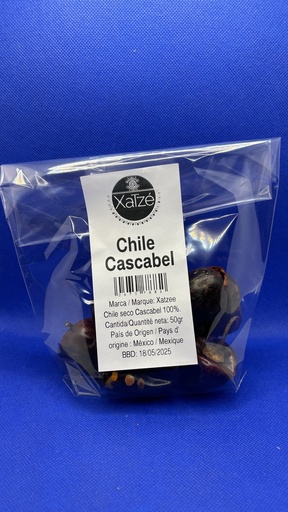 XaTzé
Chile
Cascabel
Marca / Marque: Xatzee
Chile seco Cascabel 100%.
Cantida/Quantité neta: 50gr
País de Origen / Pays d'
origine : México / Mexique
BBD: 18/05/2025